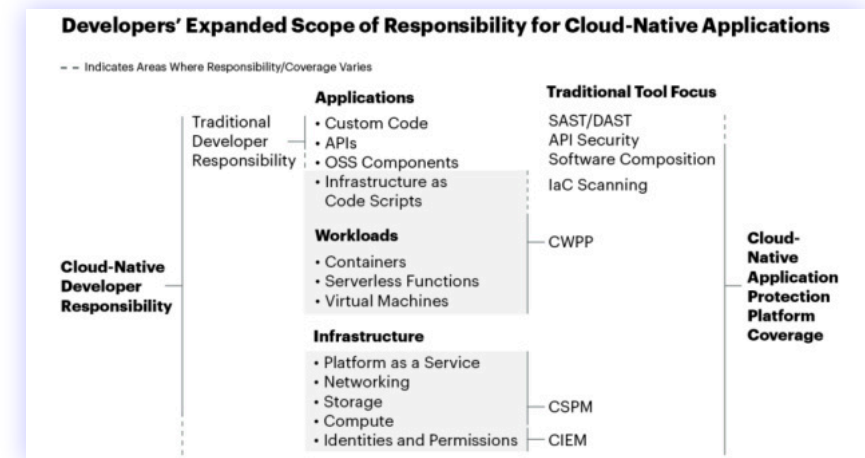 Developers' Expanded Scope of Responsibility for Cloud-Native Applications
– – Indicates Areas Where Responsibility/Coverage Varies
Traditional
Developer
Responsibility
Cloud-Native
Developer
Responsibility
Applications
• Custom Code
• APIs
• OSS Components
• Infrastructure as
Code Scripts
Workloads
• Containers
• Serverless Functions
• Virtual Machines
Infrastructure
• Platform as a Service
• Networking
• Storage
• Compute
• Identities and Permissions
Traditional Tool Focus
SAST/DAST
API Security
Software Composition
IaC Scanning
CWPP
CSPM
CIEM
Cloud-
Native
Application
Protection
Platform
Coverage